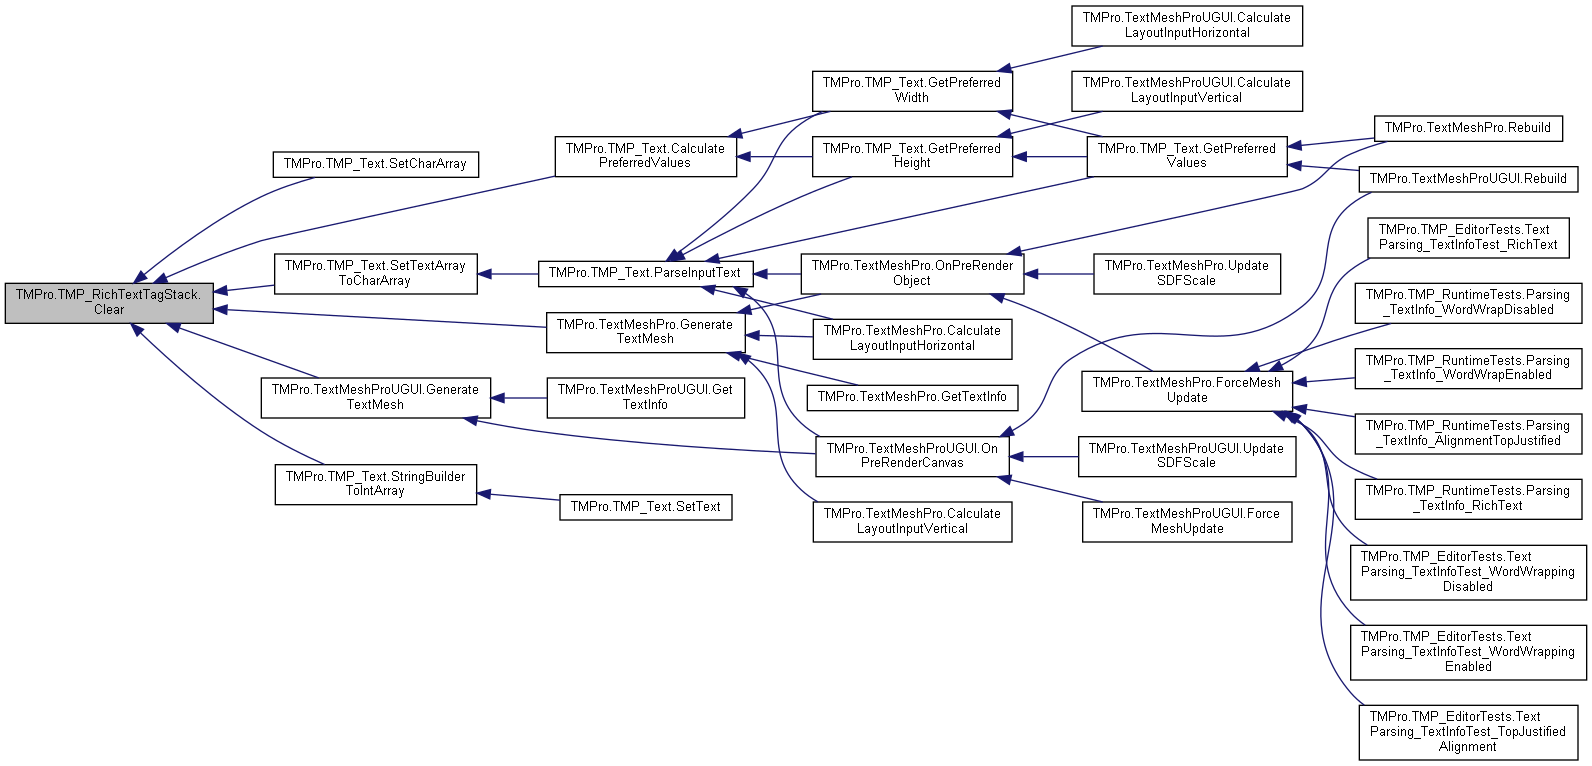 TMPro.TMP_RichTextTagStack.
Clear
TMPro.TMP_Text.SetCharArray
TMPro.TMP_Text.SetTextArray
ToCharArray
TMPro.TextMeshProUGUI.Generate
TextMesh
TMPro.TMP_Text.StringBuilder
ToIntArray
TMPro.TMP_Text.Calculate
PreferredValues
TMPro.TMP_Text.ParseInputText
TMPro.TextMeshPro.Generate
TextMesh
TMPro.TextMeshProUGUI.Get
TextInfo
TMPro.TMP_Text.SetText
TMPro.TMP_Text.GetPreferred
Width
TMPro.TMP_Text.GetPreferred
Height
TMPro.TextMeshPro.OnPreRender
Object
TMPro.TextMeshPro.Calculate
LayoutInputHorizontal
TMPro.TextMeshPro.GetTextInfo
TMPro.TextMeshProUGUI.On
PreRenderCanvas
TMPro.TextMeshPro.Calculate
LayoutInputVertical
TMPro.TextMeshProUGUI.Calculate
LayoutInputHorizontal
TMPro.TextMeshProUGUI.Calculate
LayoutInputVertical
TMPro.TMP_Text.GetPreferred
Values
TMPro.TextMeshPro.Update
SDFScale
TMPro.TextMeshPro.ForceMesh
Update
TMPro.TextMeshProUGUI.Update
SDFScale
TMPro.TextMeshProUGUI.Force
MeshUpdate
TMPro.TextMeshPro.Rebuild
TMPro.TextMeshProUGUI.Rebuild
TMPro.TMP_EditorTests.Text
Parsing_TextInfoTest_RichText
TMPro.TMP_RuntimeTests.Parsing
_TextInfo_WordWrapDisabled
TMPro.TMP_RuntimeTests.Parsing
_TextInfo_WordWrapEnabled
TMPro.TMP_RuntimeTests.Parsing
_TextInfo_AlignmentTopJustified
TMPro.TMP_RuntimeTests.Parsing
_TextInfo_RichText
TMPro.TMP_EditorTests.Text
Parsing_TextInfoTest_WordWrapping
Disabled
TMPro.TMP_EditorTests.Text
Parsing_TextInfoTest_WordWrapping
Enabled
TMPro.TMP_EditorTests.Text
Parsing_TextInfoTest_TopJustified
Alignment